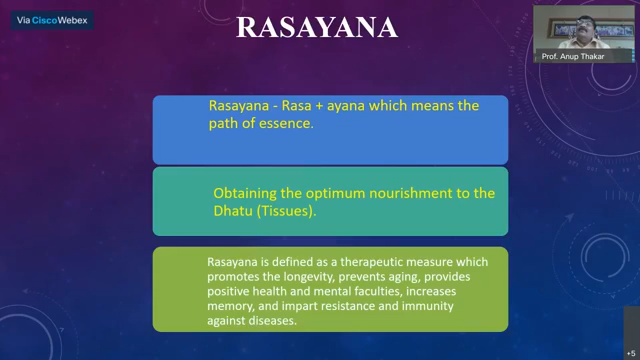 Via Cisco Webex
RASAYANA
Prof. Anup Thakar
Rasayana - Rasa + ayana which means the
path of essence.
Obtaining the optimum nourishment to the
Dhatu (Tissues).
Rasayana is defined as a therapeutic measure which
promotes the longevity, prevents aging, provides
positive health and mental faculties, increases
memory, and impart resistance and immunity
against diseases.
+5